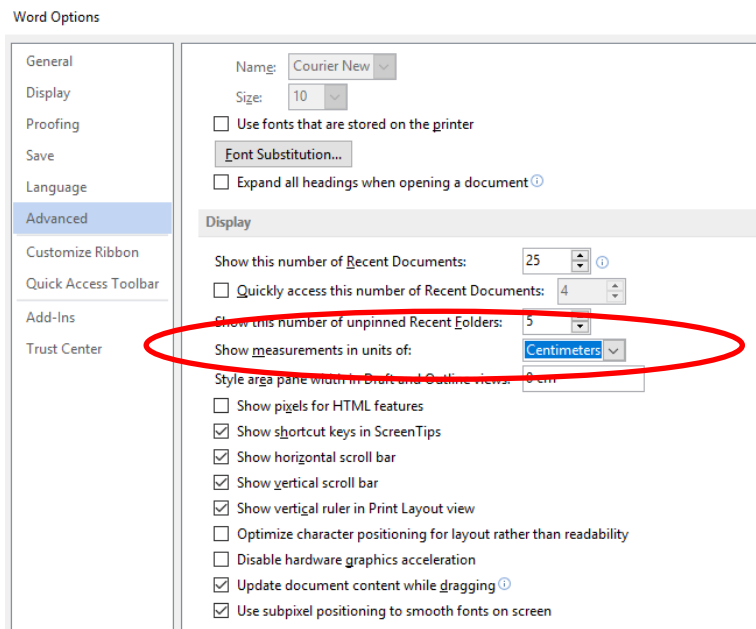 Word Options
General
Display
Proofing
Save
Language
Advanced
Customize Ribbon
Quick Access Toolbar
Add-Ins
Trust Center
Name: Courier New
Size: 10
Use fonts that are stored on the printer
Font Substitution...
Expand all headings when opening a document
Display
Show this number of Recent Documents: 25
Quickly access this number of Recent Documents: 4
Show this number of unpinned Recent Folders: 5
Show measurements in units of: Centimeters
Style area pane width in Draft and Outline views: 0 cm
Show pixels for HTML features
Show shortcut keys in ScreenTips
Show horizontal scroll bar
Show vertical scroll bar
Show vertical ruler in Print Layout view
Optimize character positioning for layout rather than readability
Disable hardware graphics acceleration
Update document content while dragging
Use subpixel positioning to smooth fonts on screen